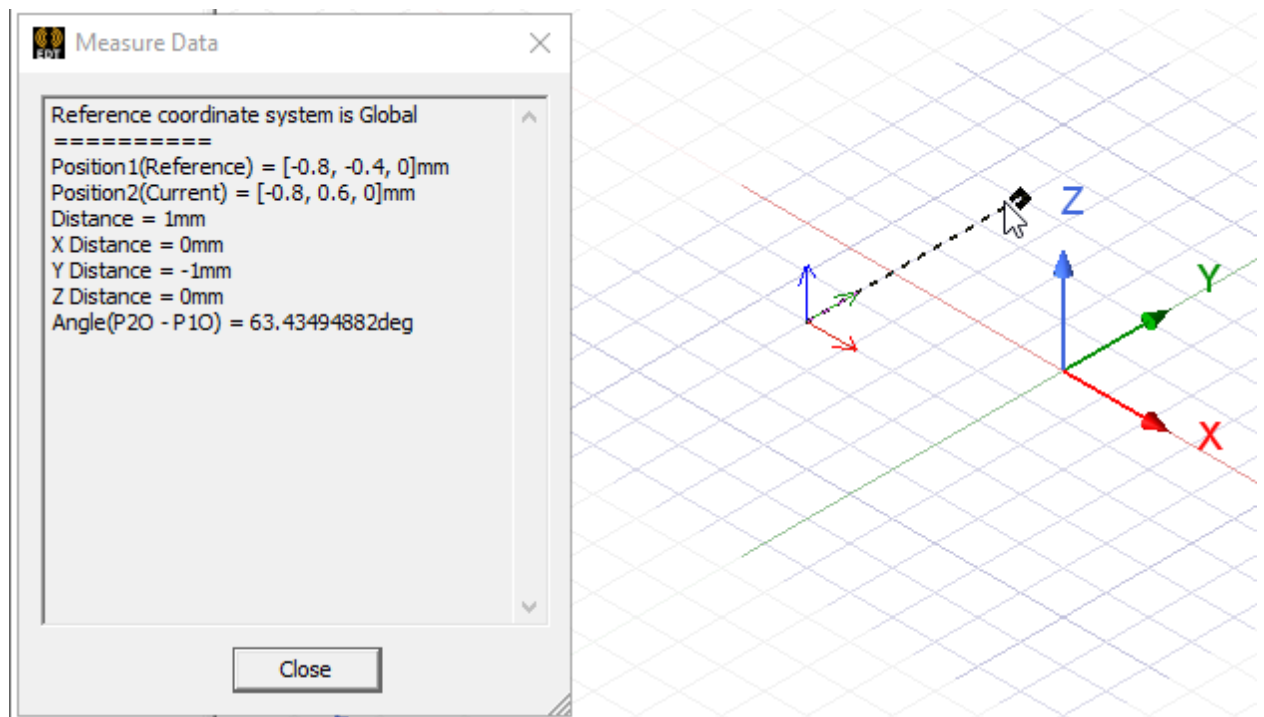 EDT
Measure Data
Reference coordinate system is Global
==========
Position1(Reference) = [-0.8, -0.4, 0]mm
Position2(Current) = [-0.8, 0.6, 0]mm
Distance = 1mm
X Distance = 0mm
Y Distance = -1mm
Z Distance = 0mm
Angle(P2O - P1O) = 63.43494882deg
Close
Z
Y
X